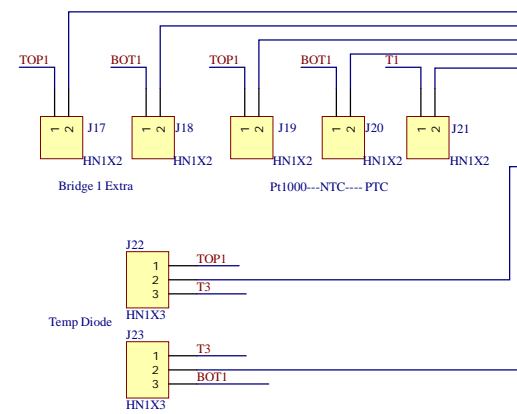 TOP1 BOT1 TOP1 BOT1 T1
1 2 J17 1 2 J18 1 2 J19 1 2 J20 1 2 J21
HN1X2 HN1X2 HN1X2 HN1X2 HN1X2
Bridge 1 Extra Pt1000---NTC---- PTC
J22
1 TOP1
2
3 T3
HN1X3
Temp Diode
J23
1 T3
2
3 BOT1
HN1X3